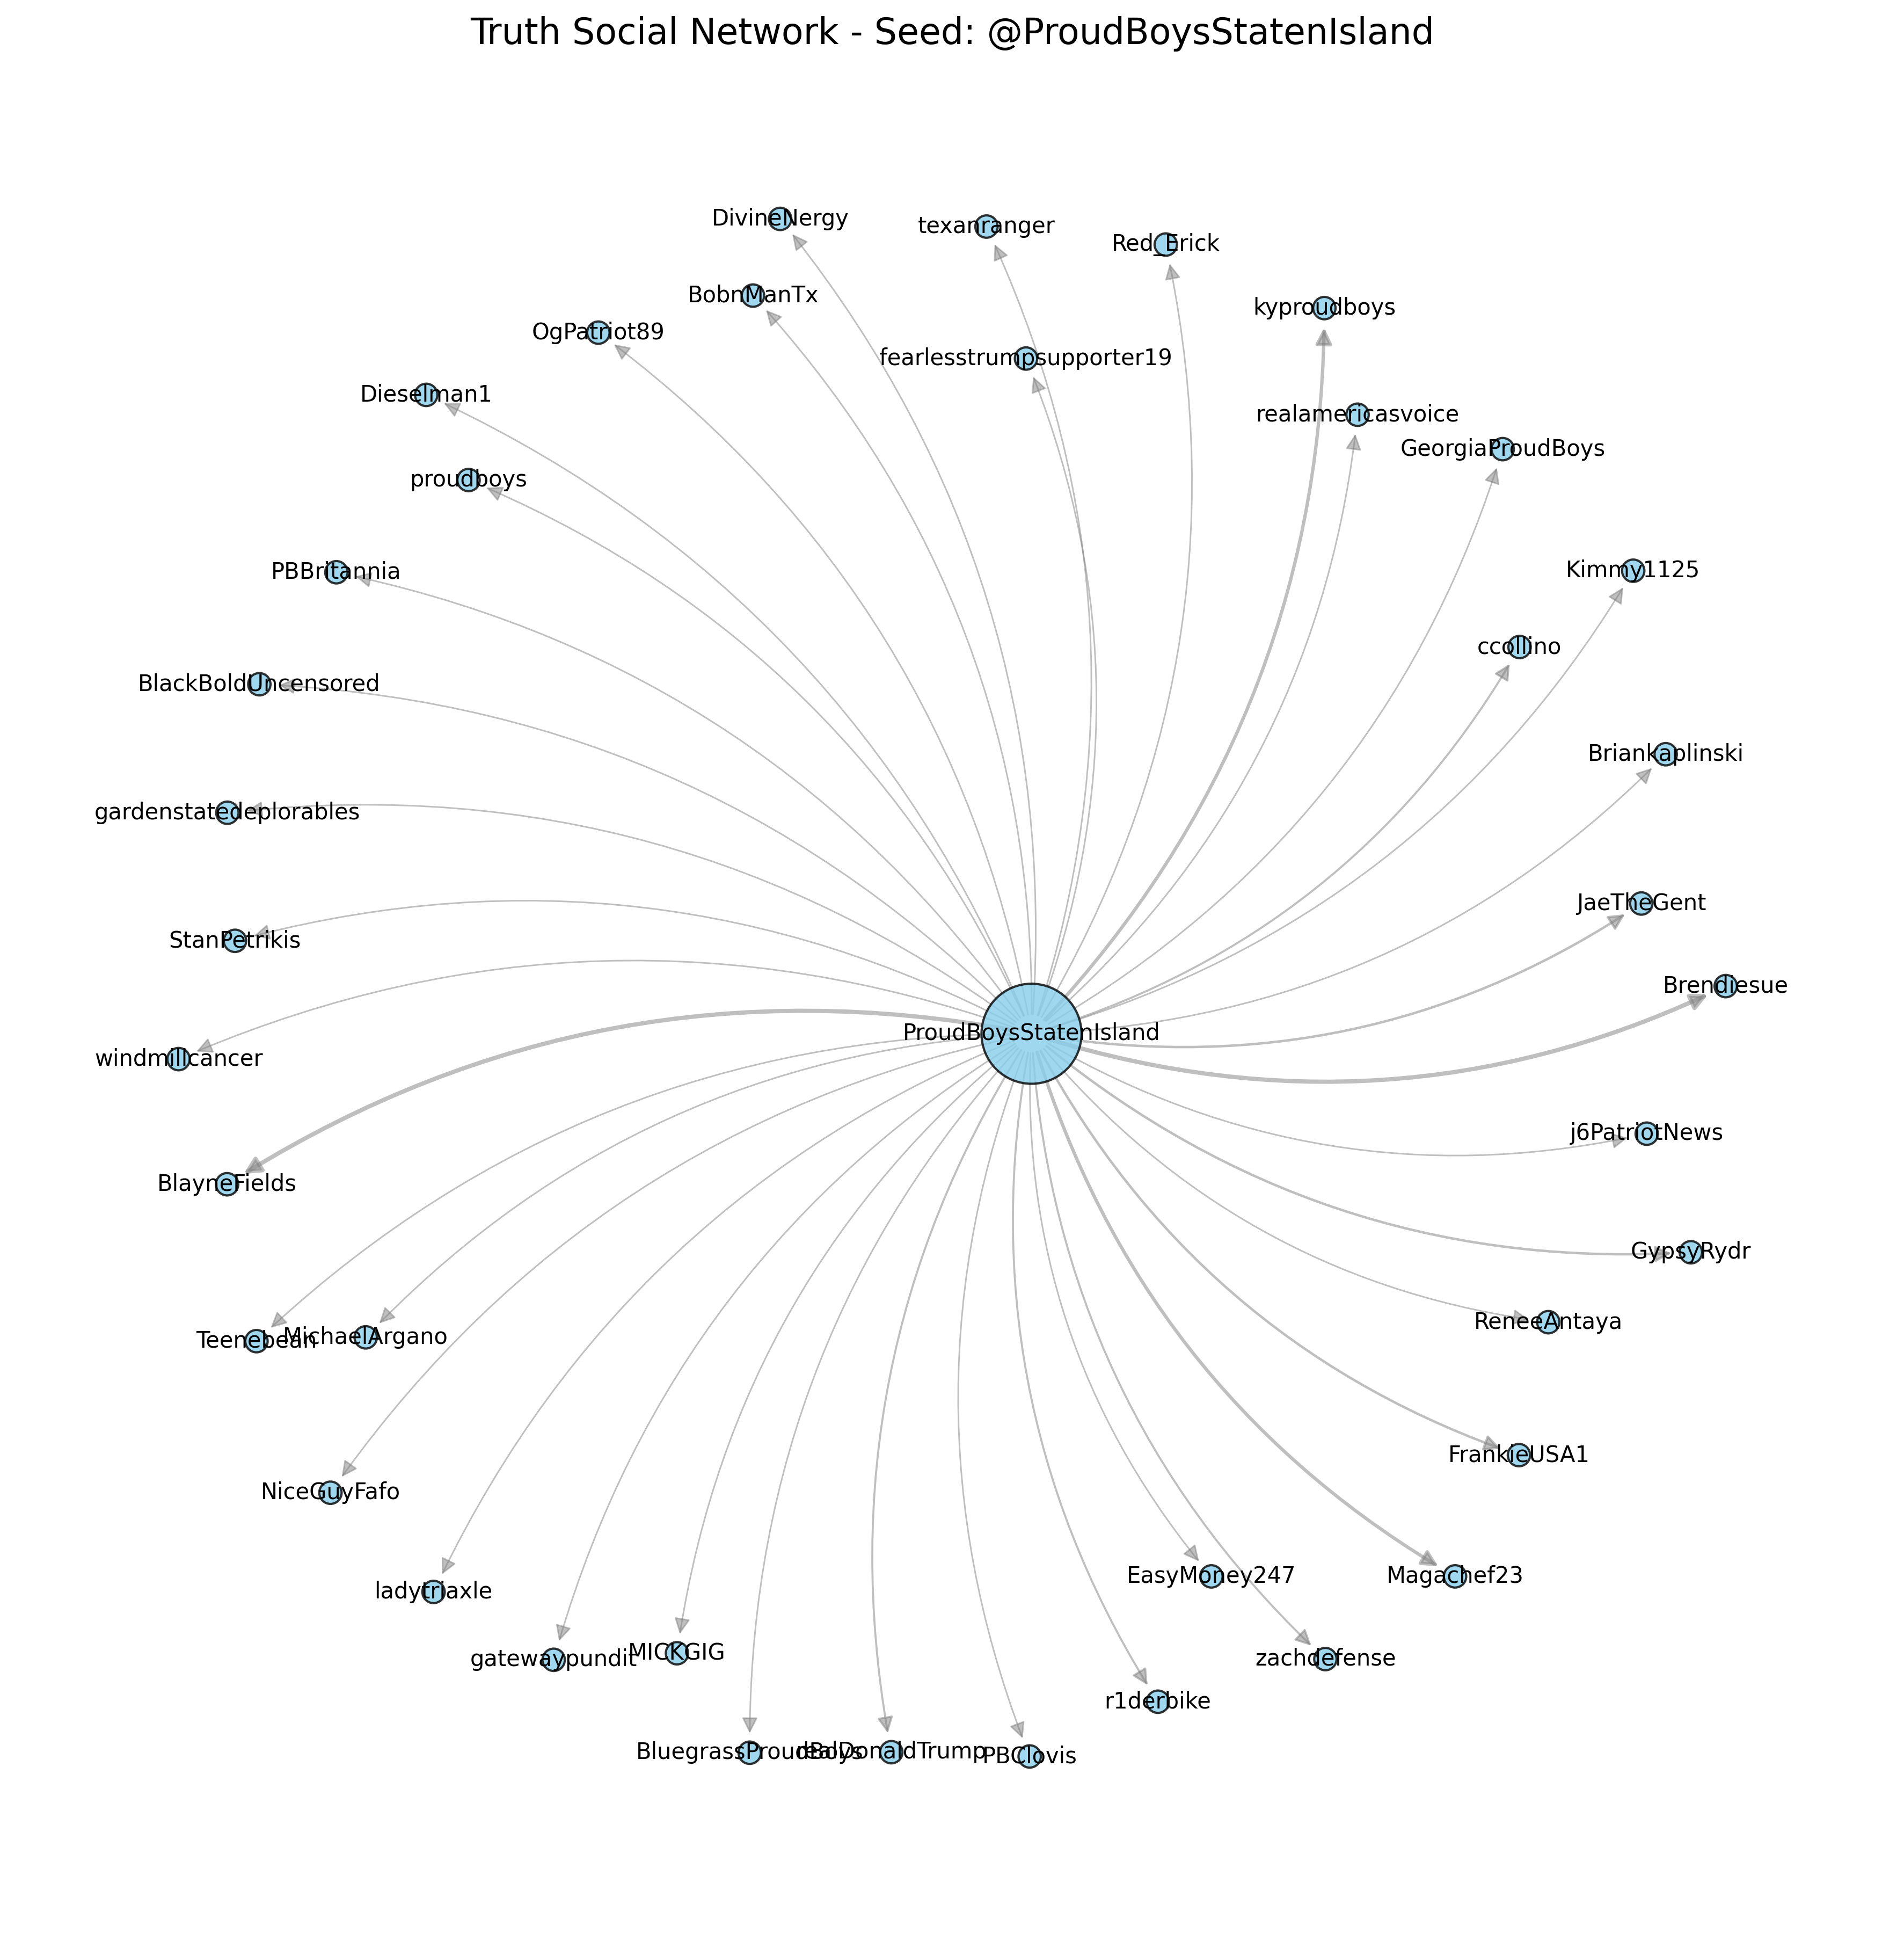 Truth Social Network - Seed: @ProudBoysStatenIsland
DivineNergy
texanranger
Red_Erick
BobnManTx
kyproudboys
OgPatriot89
fearlesstrumpsupporter19
Dieselman1
realamericasvoice
GeorgiaProudBoys
proudboys
PBBritannia
Kimmy1125
ccollino
BlackBoldUncensored
Briankaplinski
gardenstatedeplorables
JaeTheGent
StanPetrikis
Brendiesue
ProudBoysStatenIsland
windmillcancer
j6PatriotNews
BlayneFields
GypsyRydr
ReneeAntaya
Teenebean
MichaelArgano
FrankieUSA1
NiceGuyFafo
EasyMoney247
Magachef23
ladytriaxle
gatewaypundit
MICKGIG
zachdefense
r1derbike
BluegrassProudBoys
realDonaldTrump
PBClovis